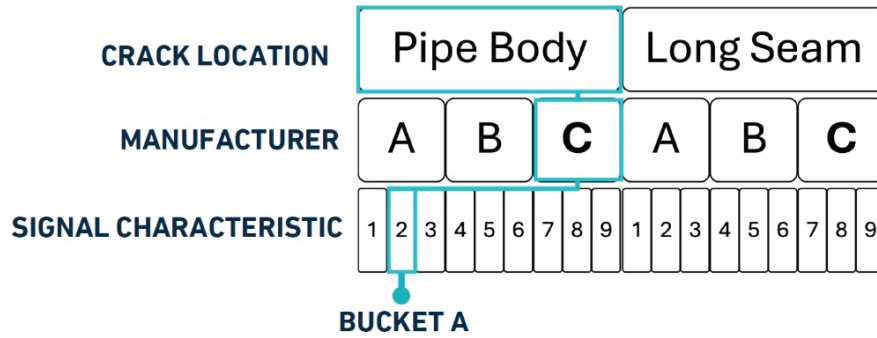 CRACK LOCATION Pipe Body Long Seam
MANUFACTURER A B C A B C
SIGNAL CHARACTERISTIC 1 2 3 4 5 6 7 8 9 1 2 3 4 5 6 7 8 9
BUCKET A